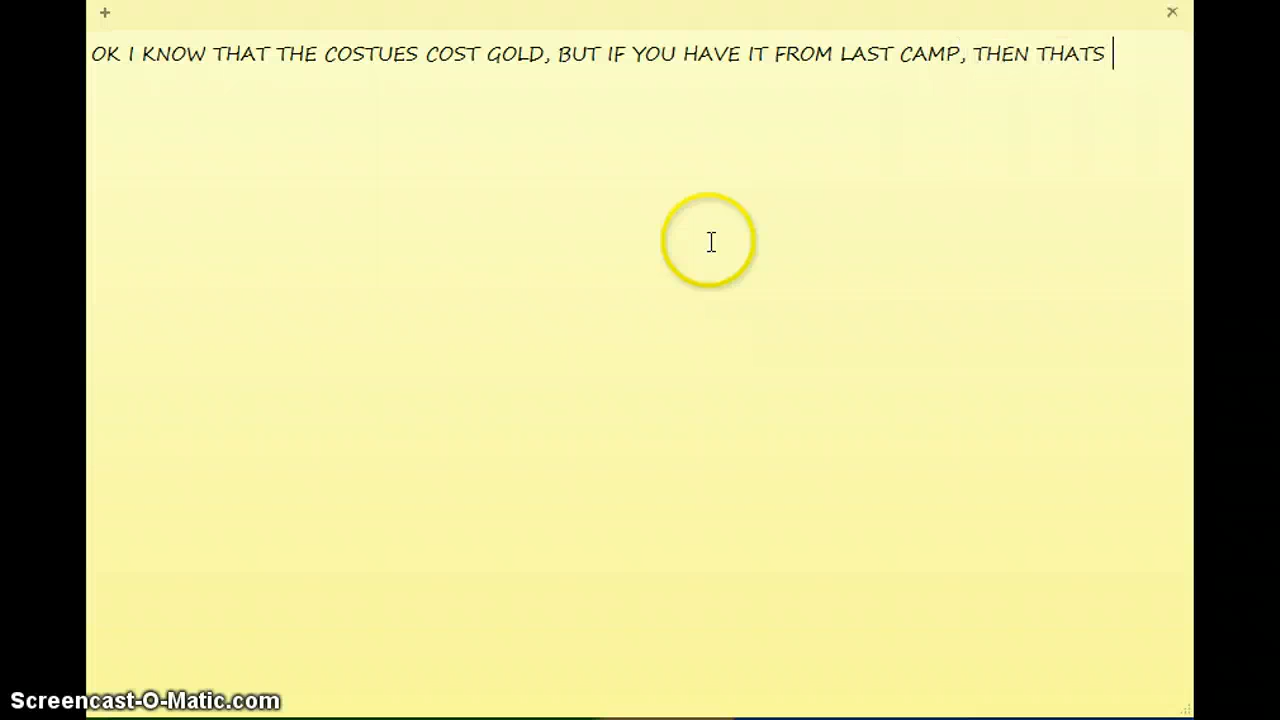 OK I KNOW THAT THE COSTUES COST GOLD, BUT IF YOU HAVE IT FROM LAST CAMP, THEN THATS
Screencast-O-Matic.com